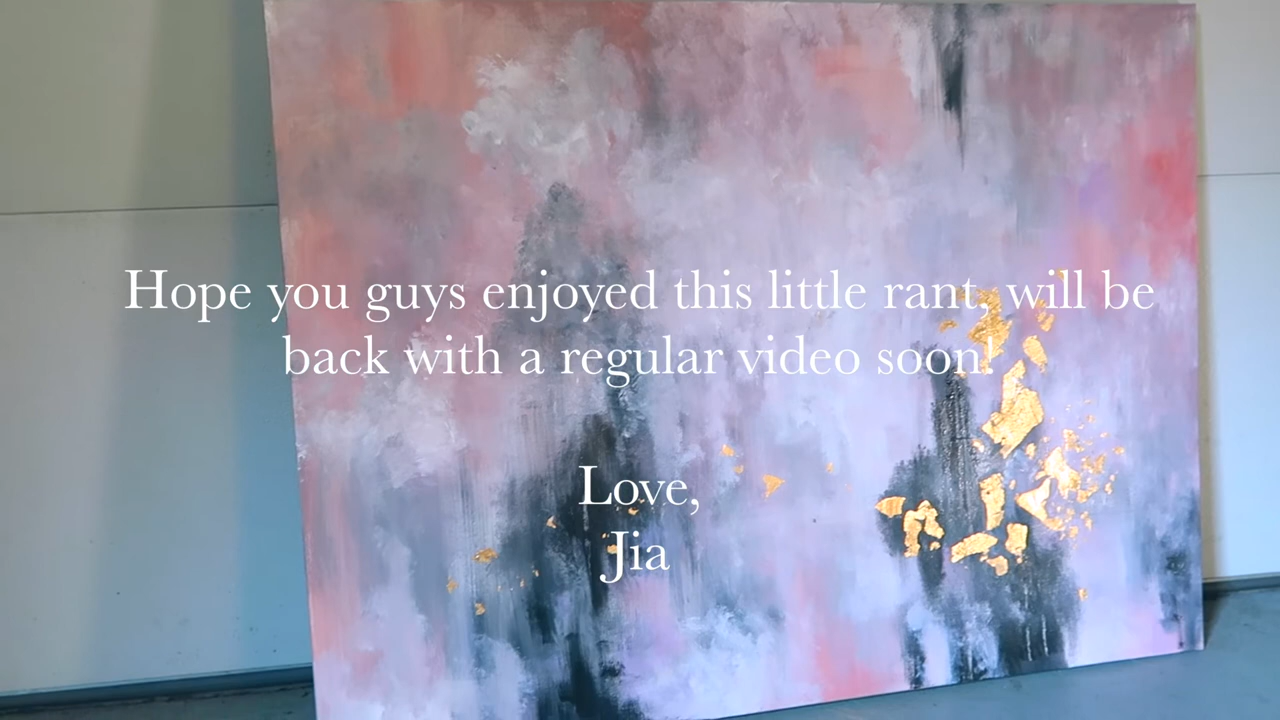 Hope you guys enjoyed this little rant, will be
back with a regular video soon!
Love,
Jia